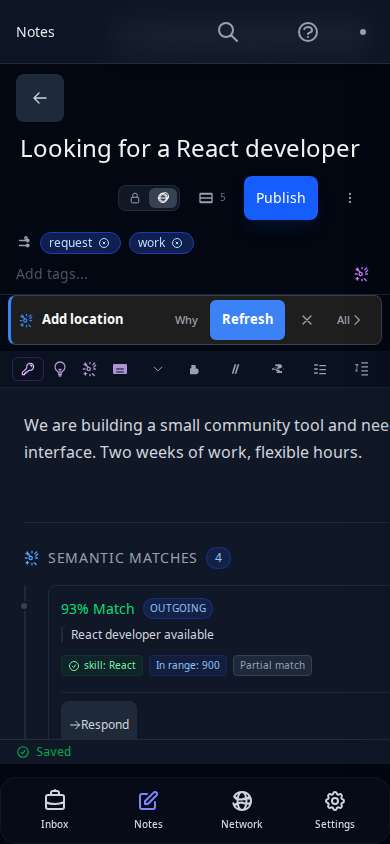 Notes
Looking for a React developer
5
Publish
request
work
Add tags...
Add location
Why
Refresh
All
We are building a small community tool and nee
interface. Two weeks of work, flexible hours.
SEMANTIC MATCHES 4
93% Match OUTGOING
React developer available
skill: React In range: 900 Partial match
Respond
Saved
Inbox Notes Network Settings